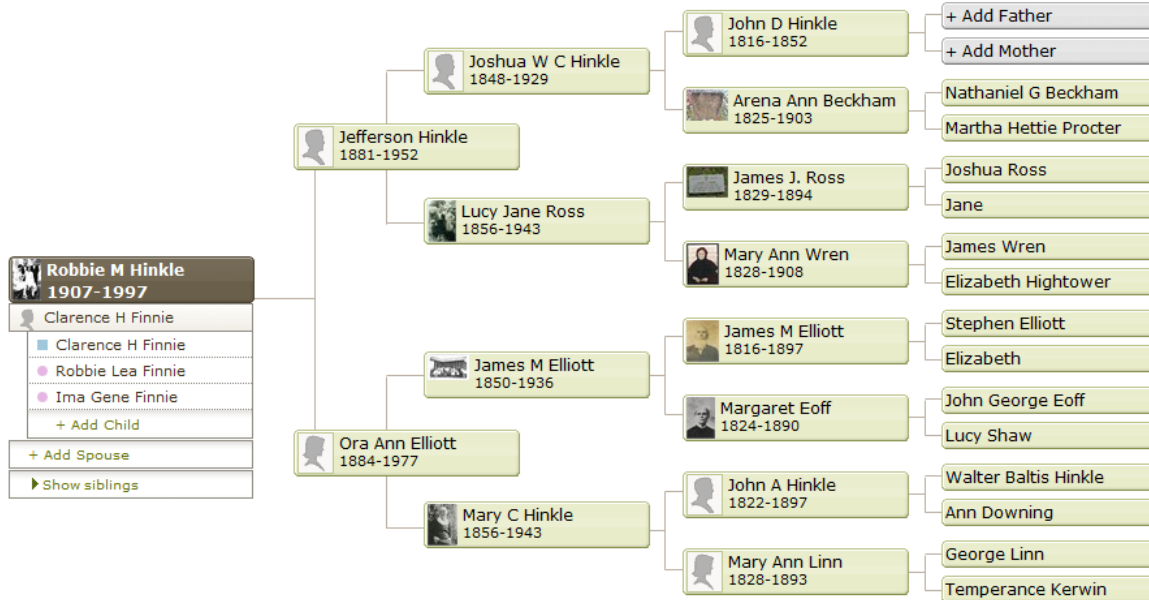 Robbie M Hinkle
1907-1997
Clarence H Finnie
Clarence H Finnie
Robbie Lea Finnie
Ima Gene Finnie
+ Add Child
+ Add Spouse
Show siblings
Jefferson Hinkle
1881-1952
Ora Ann Elliott
1884-1977
Joshua W C Hinkle
1848-1929
Lucy Jane Ross
1856-1943
James M Elliott
1850-1936
Mary C Hinkle
1856-1943
John D Hinkle
1816-1852
Arena Ann Beckham
1825-1903
James J. Ross
1829-1894
Mary Ann Wren
1828-1908
James M Elliott
1816-1897
Margaret Eoff
1824-1890
John A Hinkle
1822-1897
Mary Ann Linn
1828-1893
+ Add Father
+ Add Mother
Nathaniel G Beckham
Martha Hettie Procter
Joshua Ross
Jane
James Wren
Elizabeth Hightower
Stephen Elliott
Elizabeth
John George Eoff
Lucy Shaw
Walter Baltis Hinkle
Ann Downing
George Linn
Temperance Kerwin